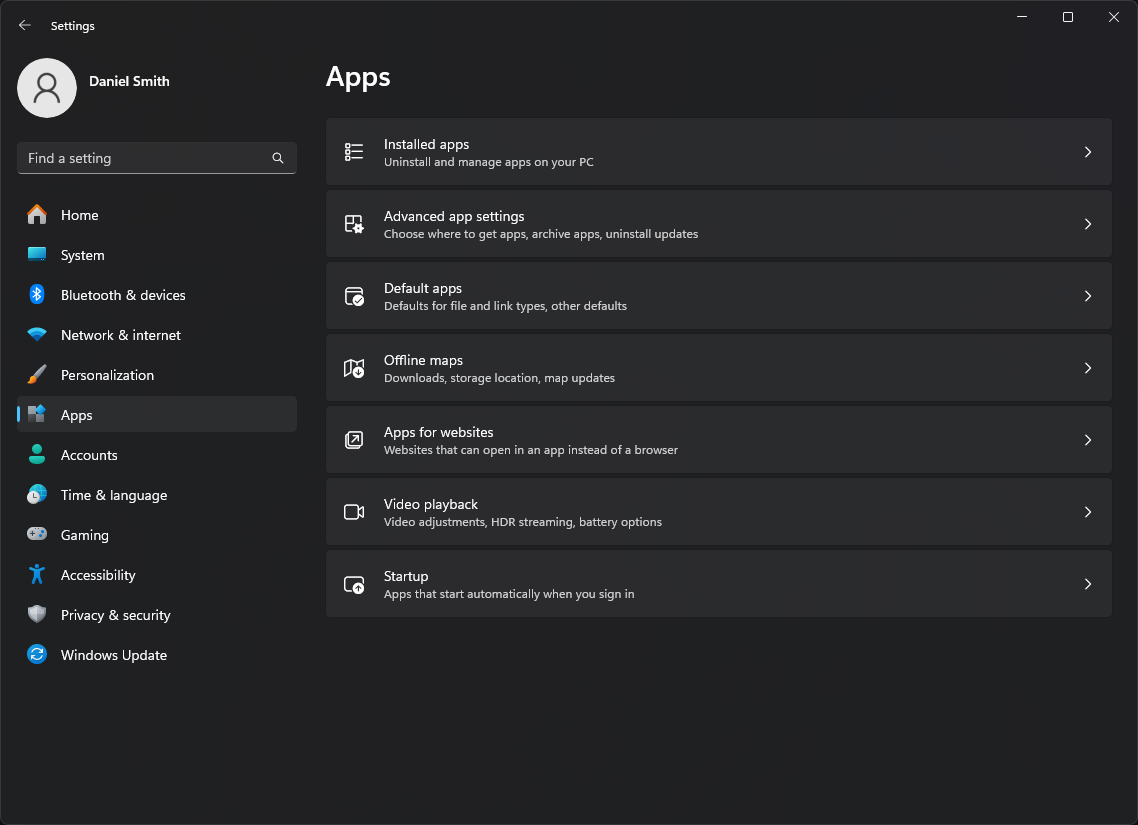 Settings
Daniel Smith
Find a setting
Home
System
Bluetooth & devices
Network & internet
Personalization
Apps
Accounts
Time & language
Gaming
Accessibility
Privacy & security
Windows Update
Apps
Installed apps
Uninstall and manage apps on your PC
Advanced app settings
Choose where to get apps, archive apps, uninstall updates
Default apps
Defaults for file and link types, other defaults
Offline maps
Downloads, storage location, map updates
Apps for websites
Websites that can open in an app instead of a browser
Video playback
Video adjustments, HDR streaming, battery options
Startup
Apps that start automatically when you sign in